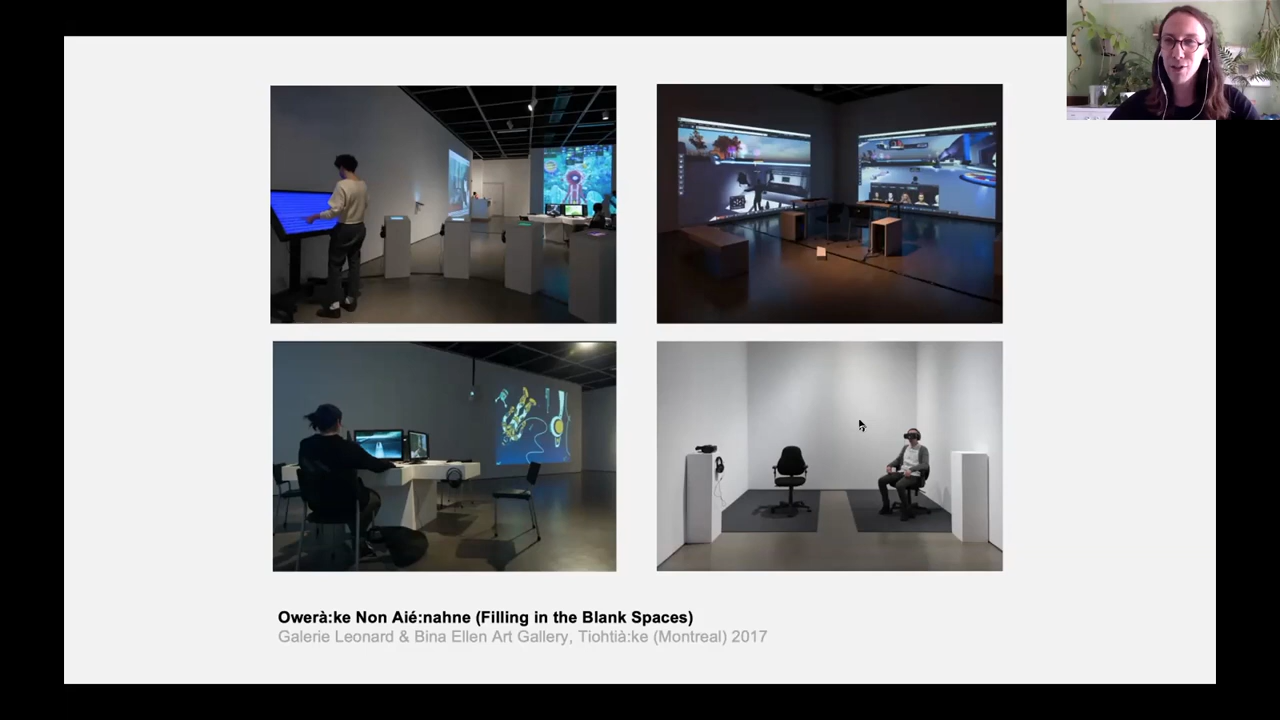 Owerà:ke Non Aié:nahne (Filling in the Blank Spaces)
Galerie Leonard & Bina Ellen Art Gallery, Tiohtià:ke (Montreal) 2017